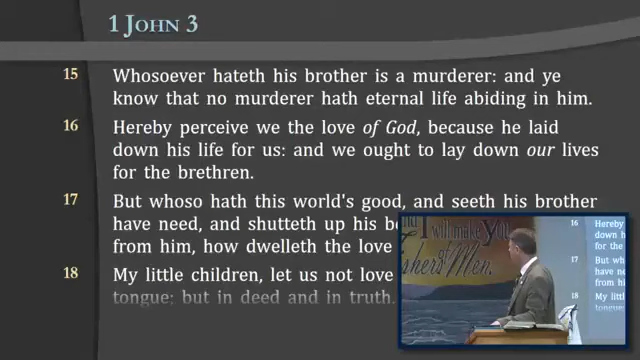 1 JOHN 3
15 Whosoever hateth his brother is a murderer: and ye
know that no murderer hath eternal life abiding in him.
16 Hereby perceive we the love of God, because he laid
down his life for us: and we ought to lay down our lives
for the brethren.
17 But whoso hath this world's good, and seeth his brother
have need, and shutteth up his
from him, how dwelleth the love
18 My little children, let us not love
tongue; but in deed and in truth.
I will make you
of Men.
16 Hereby
down h
for the
17 But wh
have ne
from hi
18 My littl
tongue;